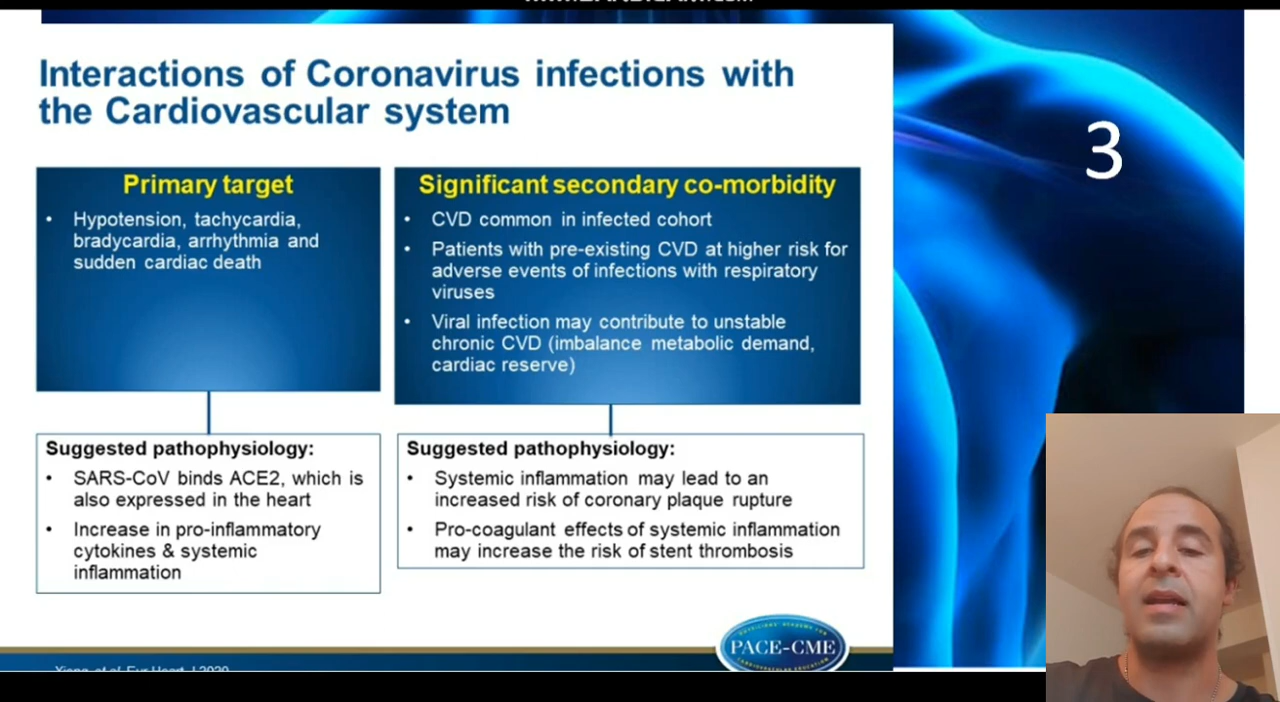 Interactions of Coronavirus infections with
the Cardiovascular system
3
Primary target
• Hypotension, tachycardia,
bradycardia, arrhythmia and
sudden cardiac death
Significant secondary co-morbidity
• CVD common in infected cohort
• Patients with pre-existing CVD at higher risk for
adverse events of infections with respiratory
viruses
• Viral infection may contribute to unstable
chronic CVD (imbalance metabolic demand,
cardiac reserve)
Suggested pathophysiology:
• SARS-CoV binds ACE2, which is
also expressed in the heart
• Increase in pro-inflammatory
cytokines & systemic
inflammation
Suggested pathophysiology:
• Systemic inflammation may lead to an
increased risk of coronary plaque rupture
• Pro-coagulant effects of systemic inflammation
may increase the risk of stent thrombosis
PACE-CME
et al Eur Heart J 2020